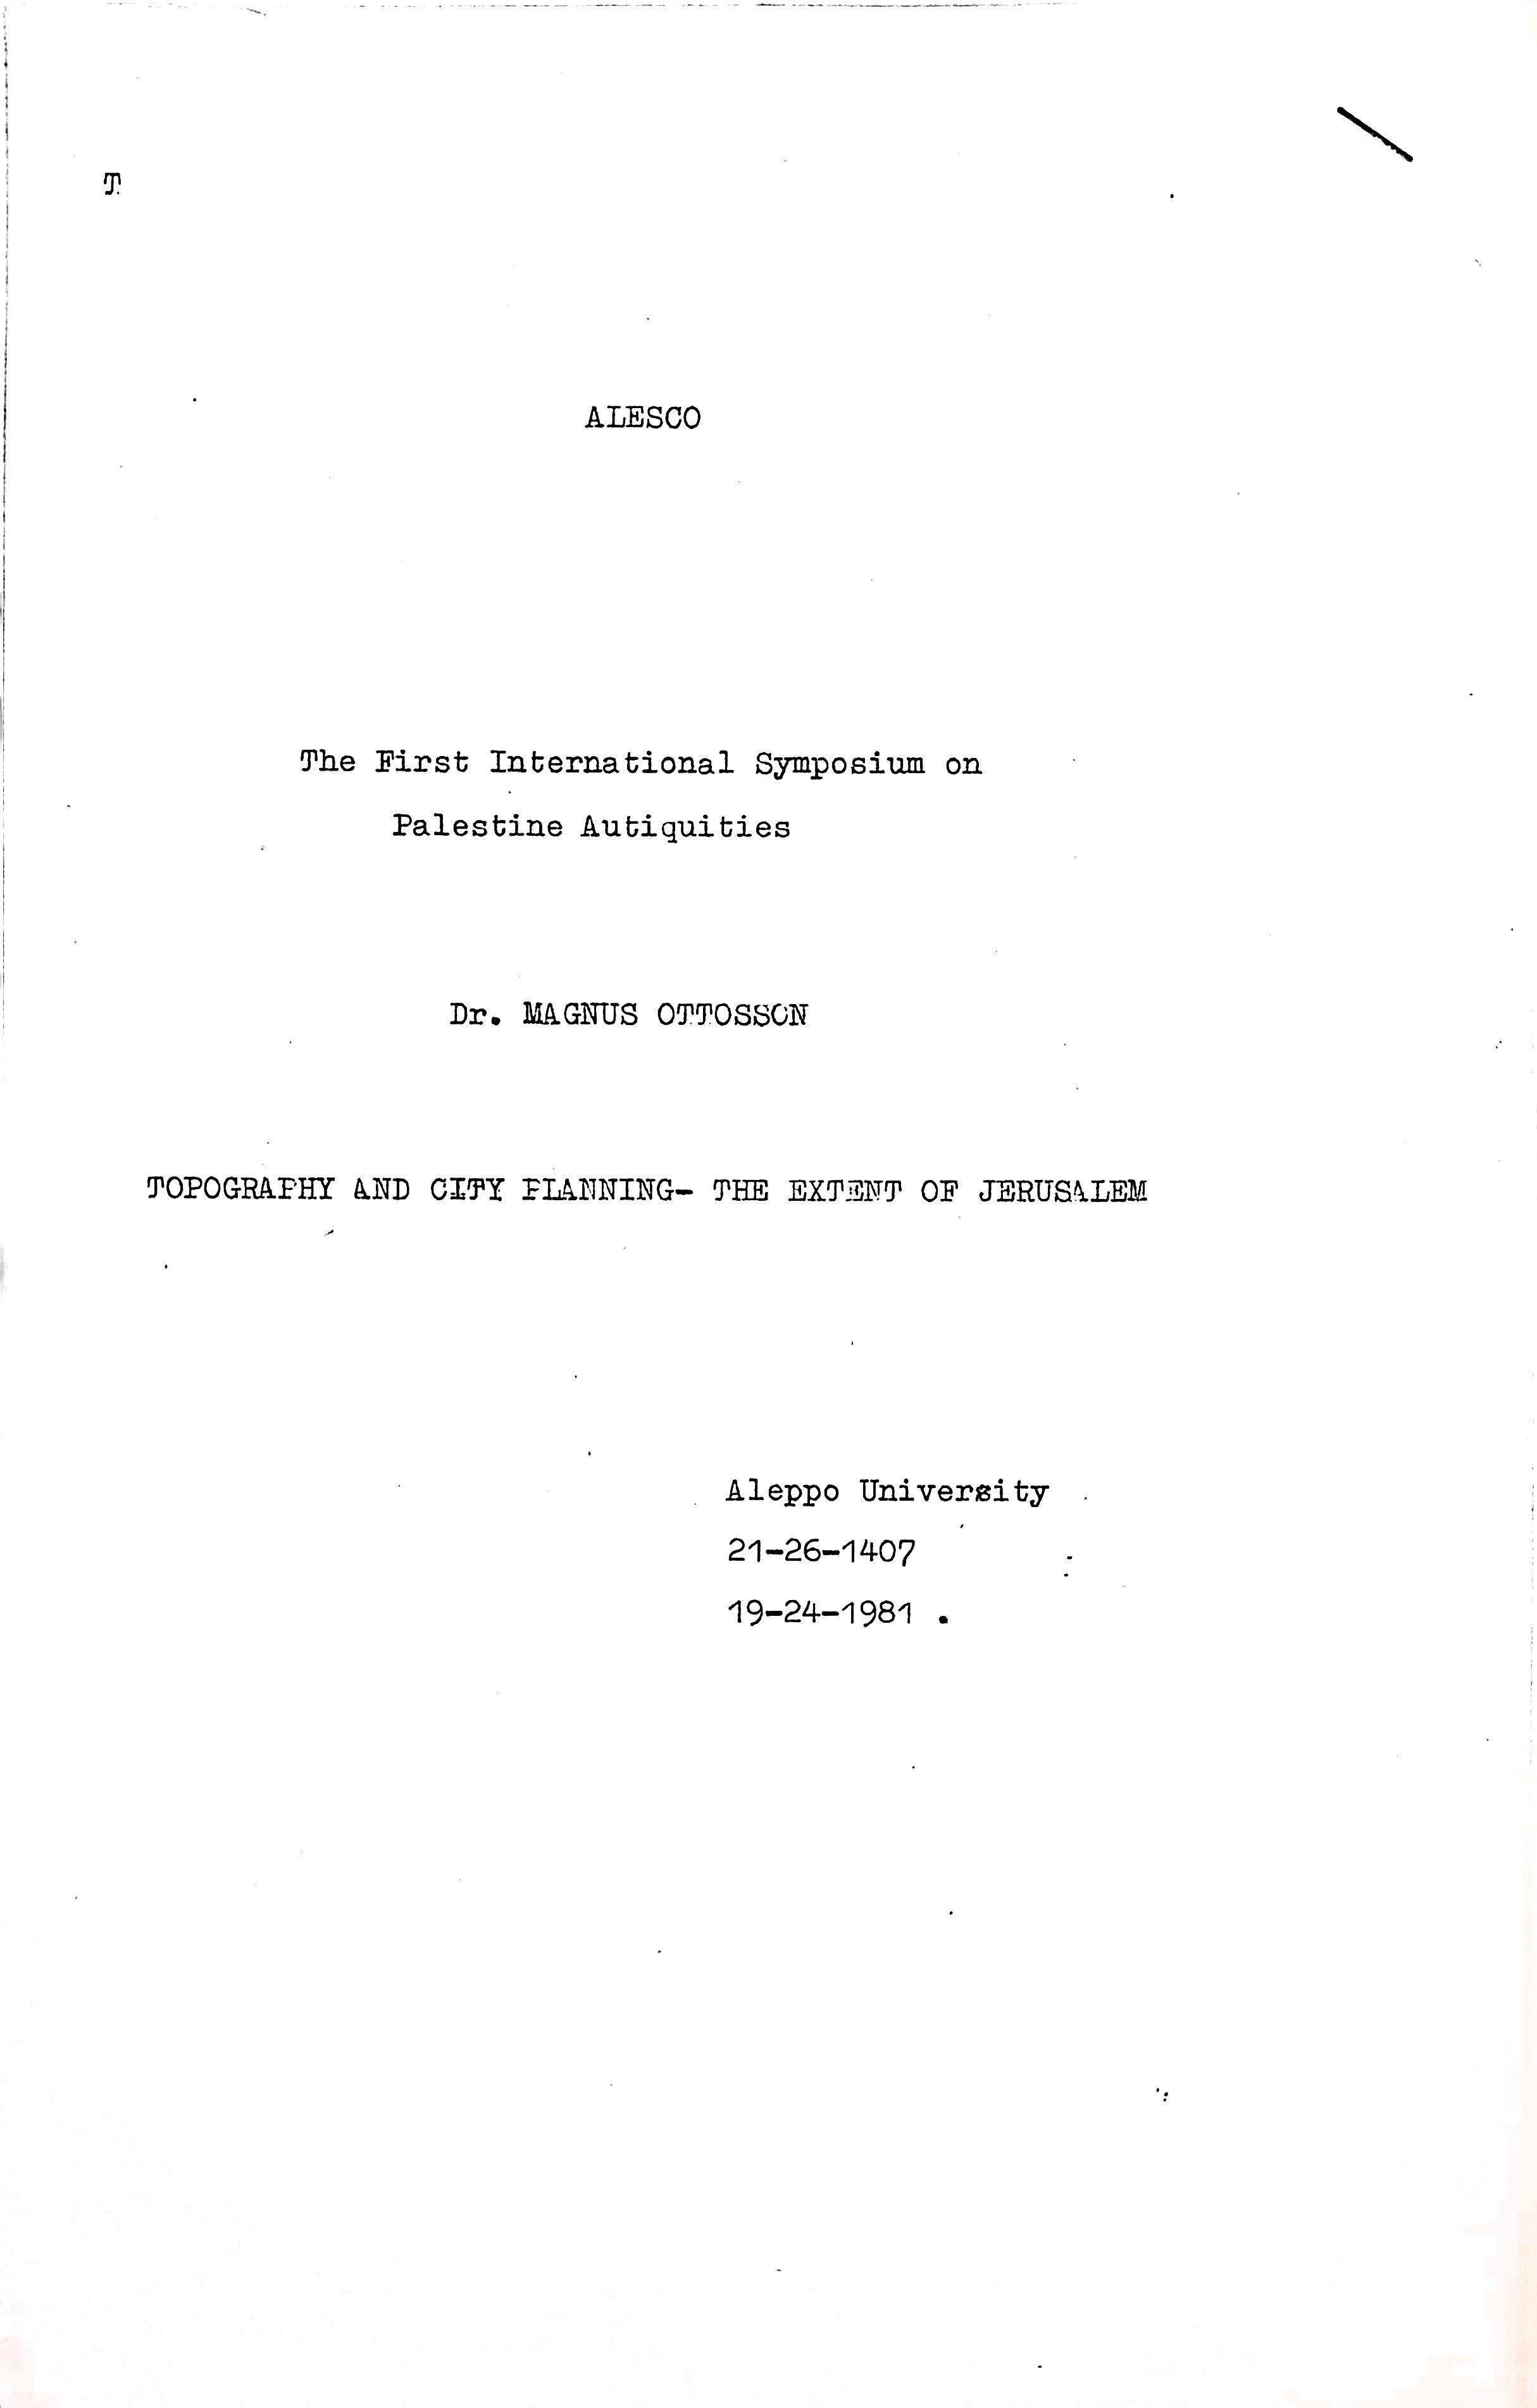 T
ALESCO
The First International Symposium on
Palestine Autiquities
Dr. MAGNUS OTTOSSON
TOPOGRAPHY AND CITY PLANNING- THE EXTENT OF JERUSALEM
Aleppo University
21-26-1407
19-24-1981 .